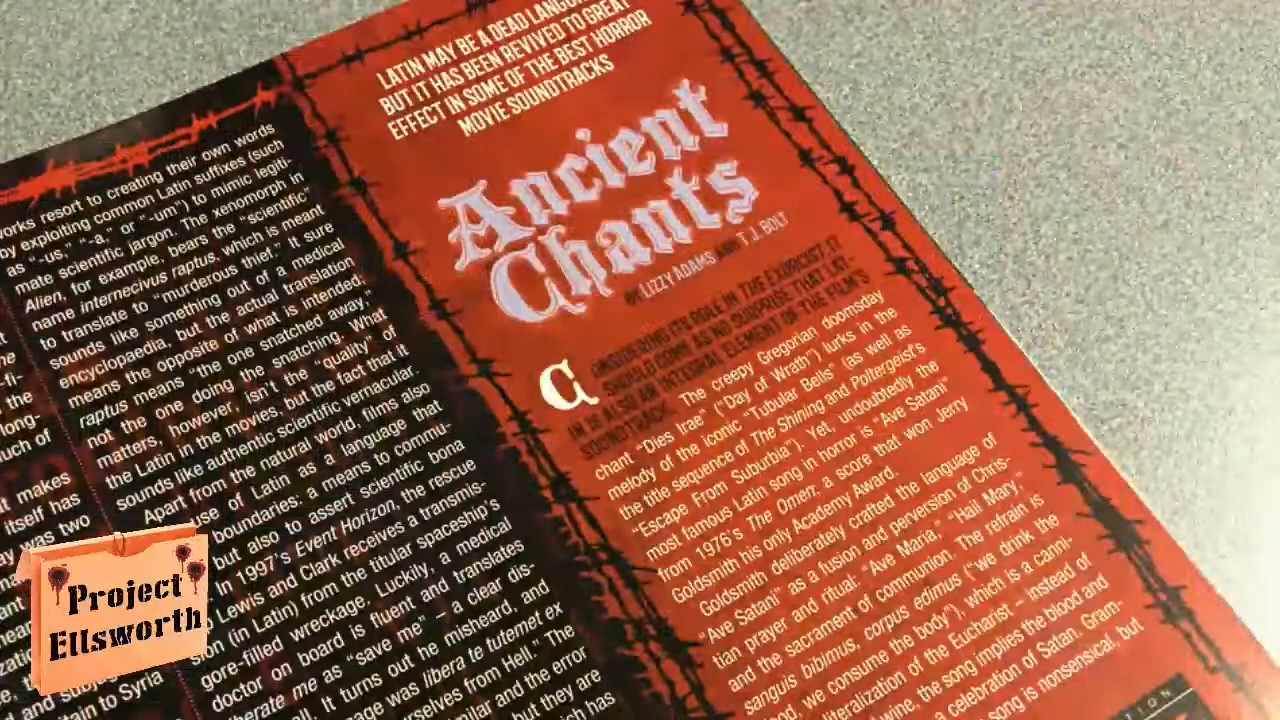 LATIN MAY BE A DEAD
BUT IT HAS BEEN REVIVED TO GREAT
EFFECT IN SOME OF THE BEST HORROR
MOVIE SOUNDTRACKS
Ancient
Chants
BY LIZZY ADAMS AND T.J. BOLT
CONSIDERING ITS ROLE IN THE EXORCIST, IT
SHOULD COME AS NO SURPRISE THAT LAT-
IN IS ALSO AN INTEGRAL ELEMENT OF THE FILM'S
SOUNDTRACK. The creepy Gregorian doomsday
chant "Dies Irae" ("Day of Wrath") lurks in the
melody of the iconic "Tubular Bells" (as well as
the title sequence of The Shining and Poltergeist's
"Escape From Suburbia"). Yet, undoubtedly the
most famous Latin song in horror is "Ave Satani"
from 1976's The Omen; a score that won Jerry
Goldsmith his only Academy Award.
Goldsmith deliberately crafted the language of
"Ave Satani" as a fusion and perversion of Chris-
tian prayer and ritual: "Ave Maria," "Hail Mary,"
and the sacrament of communion. The refrain is
sanguis bibimus, corpus edimus ("we drink the
we consume the body"), which is a canni-
literalization of the Eucharist – instead of
wine, the song implies the blood and
a celebration of Satan. Gram-
song is nonsensical, but
works resort to creating their own words
by exploiting common Latin suffixes (such
as "-us," "-a," or "-um") to mimic legiti-
mate scientific jargon. The xenomorph in
Alien, for example, bears the "scientific"
name internecivus raptus, which is meant
to translate to "murderous thief." It sure
sounds like something out of a medical
encyclopaedia, but the actual translation
means the opposite of what is intended:
raptus means "the one snatched away,"
not the one doing the snatching. What
matters, however, isn't the "quality" of
the Latin in the movies, but the fact that it
sounds like authentic scientific vernacular.
Apart from the natural world, films also
use of Latin as a language that
boundaries: a means to commu-
but also to assert scientific bona
In 1997's Event Horizon, the rescue
Lewis and Clark receives a transmis-
sion (in Latin) from the titular spaceship's
gore-filled wreckage. Luckily, a medical
doctor on board is fluent and translates
liberate me as "save me" – a clear dis-
It turns out he misheard, and
was libera te tutemet ex
from Hell." The
and the error
but they are
has
the
long-
much of
makes
itself has
was two
to Syria
Project
Ellsworth